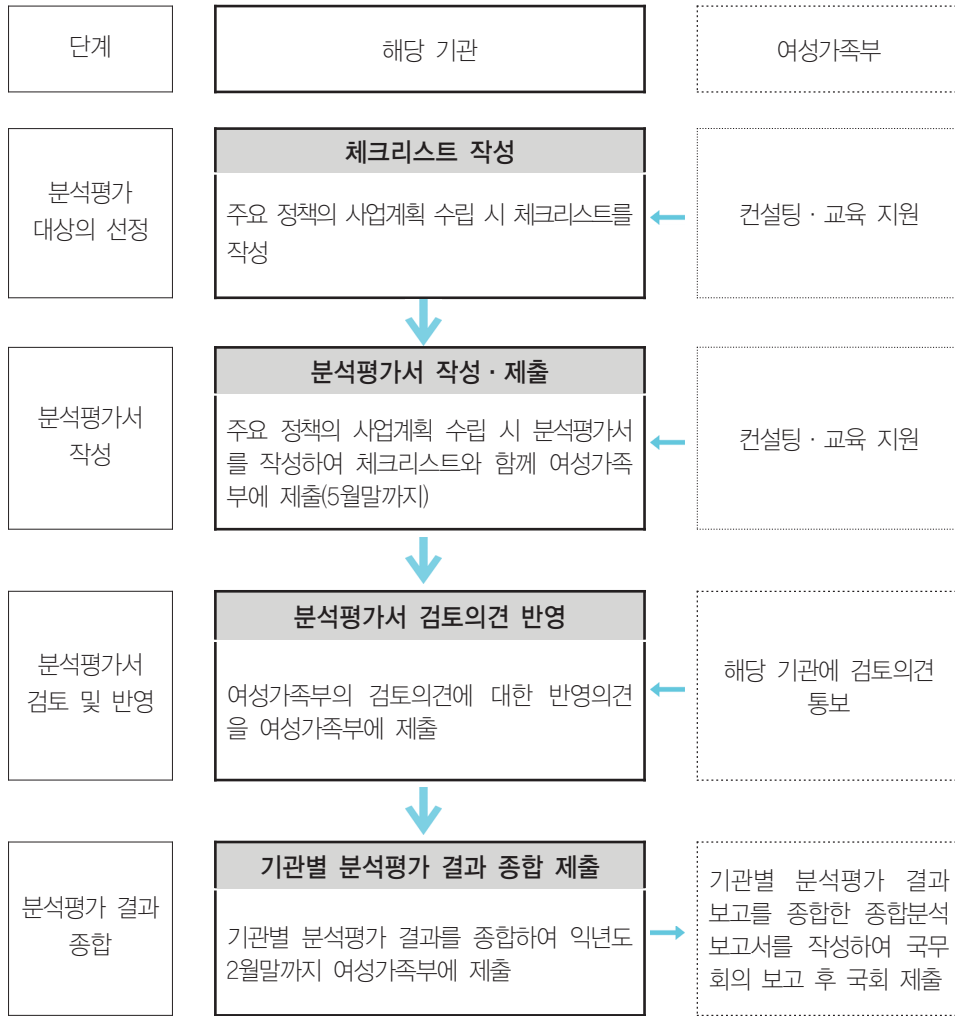 단계
해당 기관
여성가족부
분석평가
대상의 선정
체크리스트 작성
주요 정책의 사업계획 수립 시 체크리스트를
작성
컨설팅 · 교육 지원
분석평가서
작성
분석평가서 작성 · 제출
주요 정책의 사업계획 수립 시 분석평가서
를 작성하여 체크리스트와 함께 여성가족
부에 제출(5월말까지)
컨설팅 · 교육 지원
분석평가서
검토 및 반영
분석평가서 검토의견 반영
여성가족부의 검토의견에 대한 반영의견
을 여성가족부에 제출
해당 기관에 검토의견
통보
분석평가 결과
종합
기관별 분석평가 결과 종합 제출
기관별 분석평가 결과를 종합하여 익년도
2월말까지 여성가족부에 제출
기관별 분석평가 결과
보고를 종합한 종합분석
보고서를 작성하여 국무
회의 보고 후 국회 제출